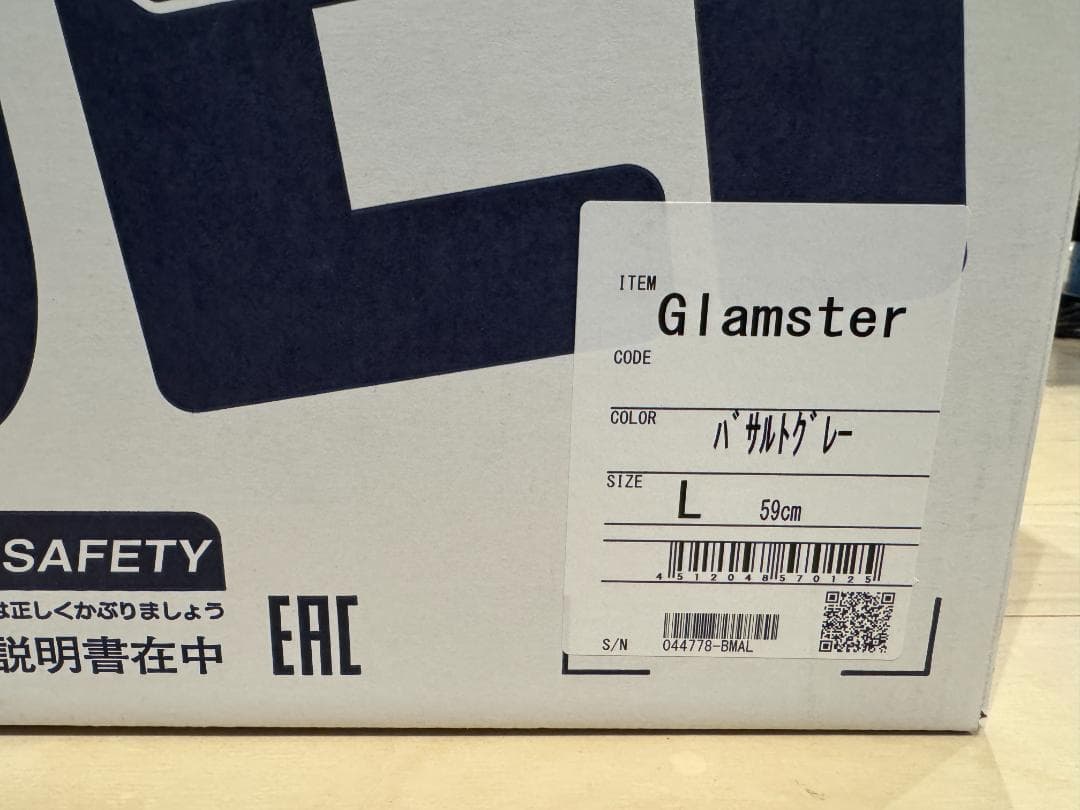 ITEM
Glamster
CODE
COLOR
ﾊﾞｻﾙﾄｸﾞﾚｰ
SIZE
L 59cm
4512048570125
S/N 044778-BMAL
SAFETY
は正しくかぶりましょう
説明書在中
EAC